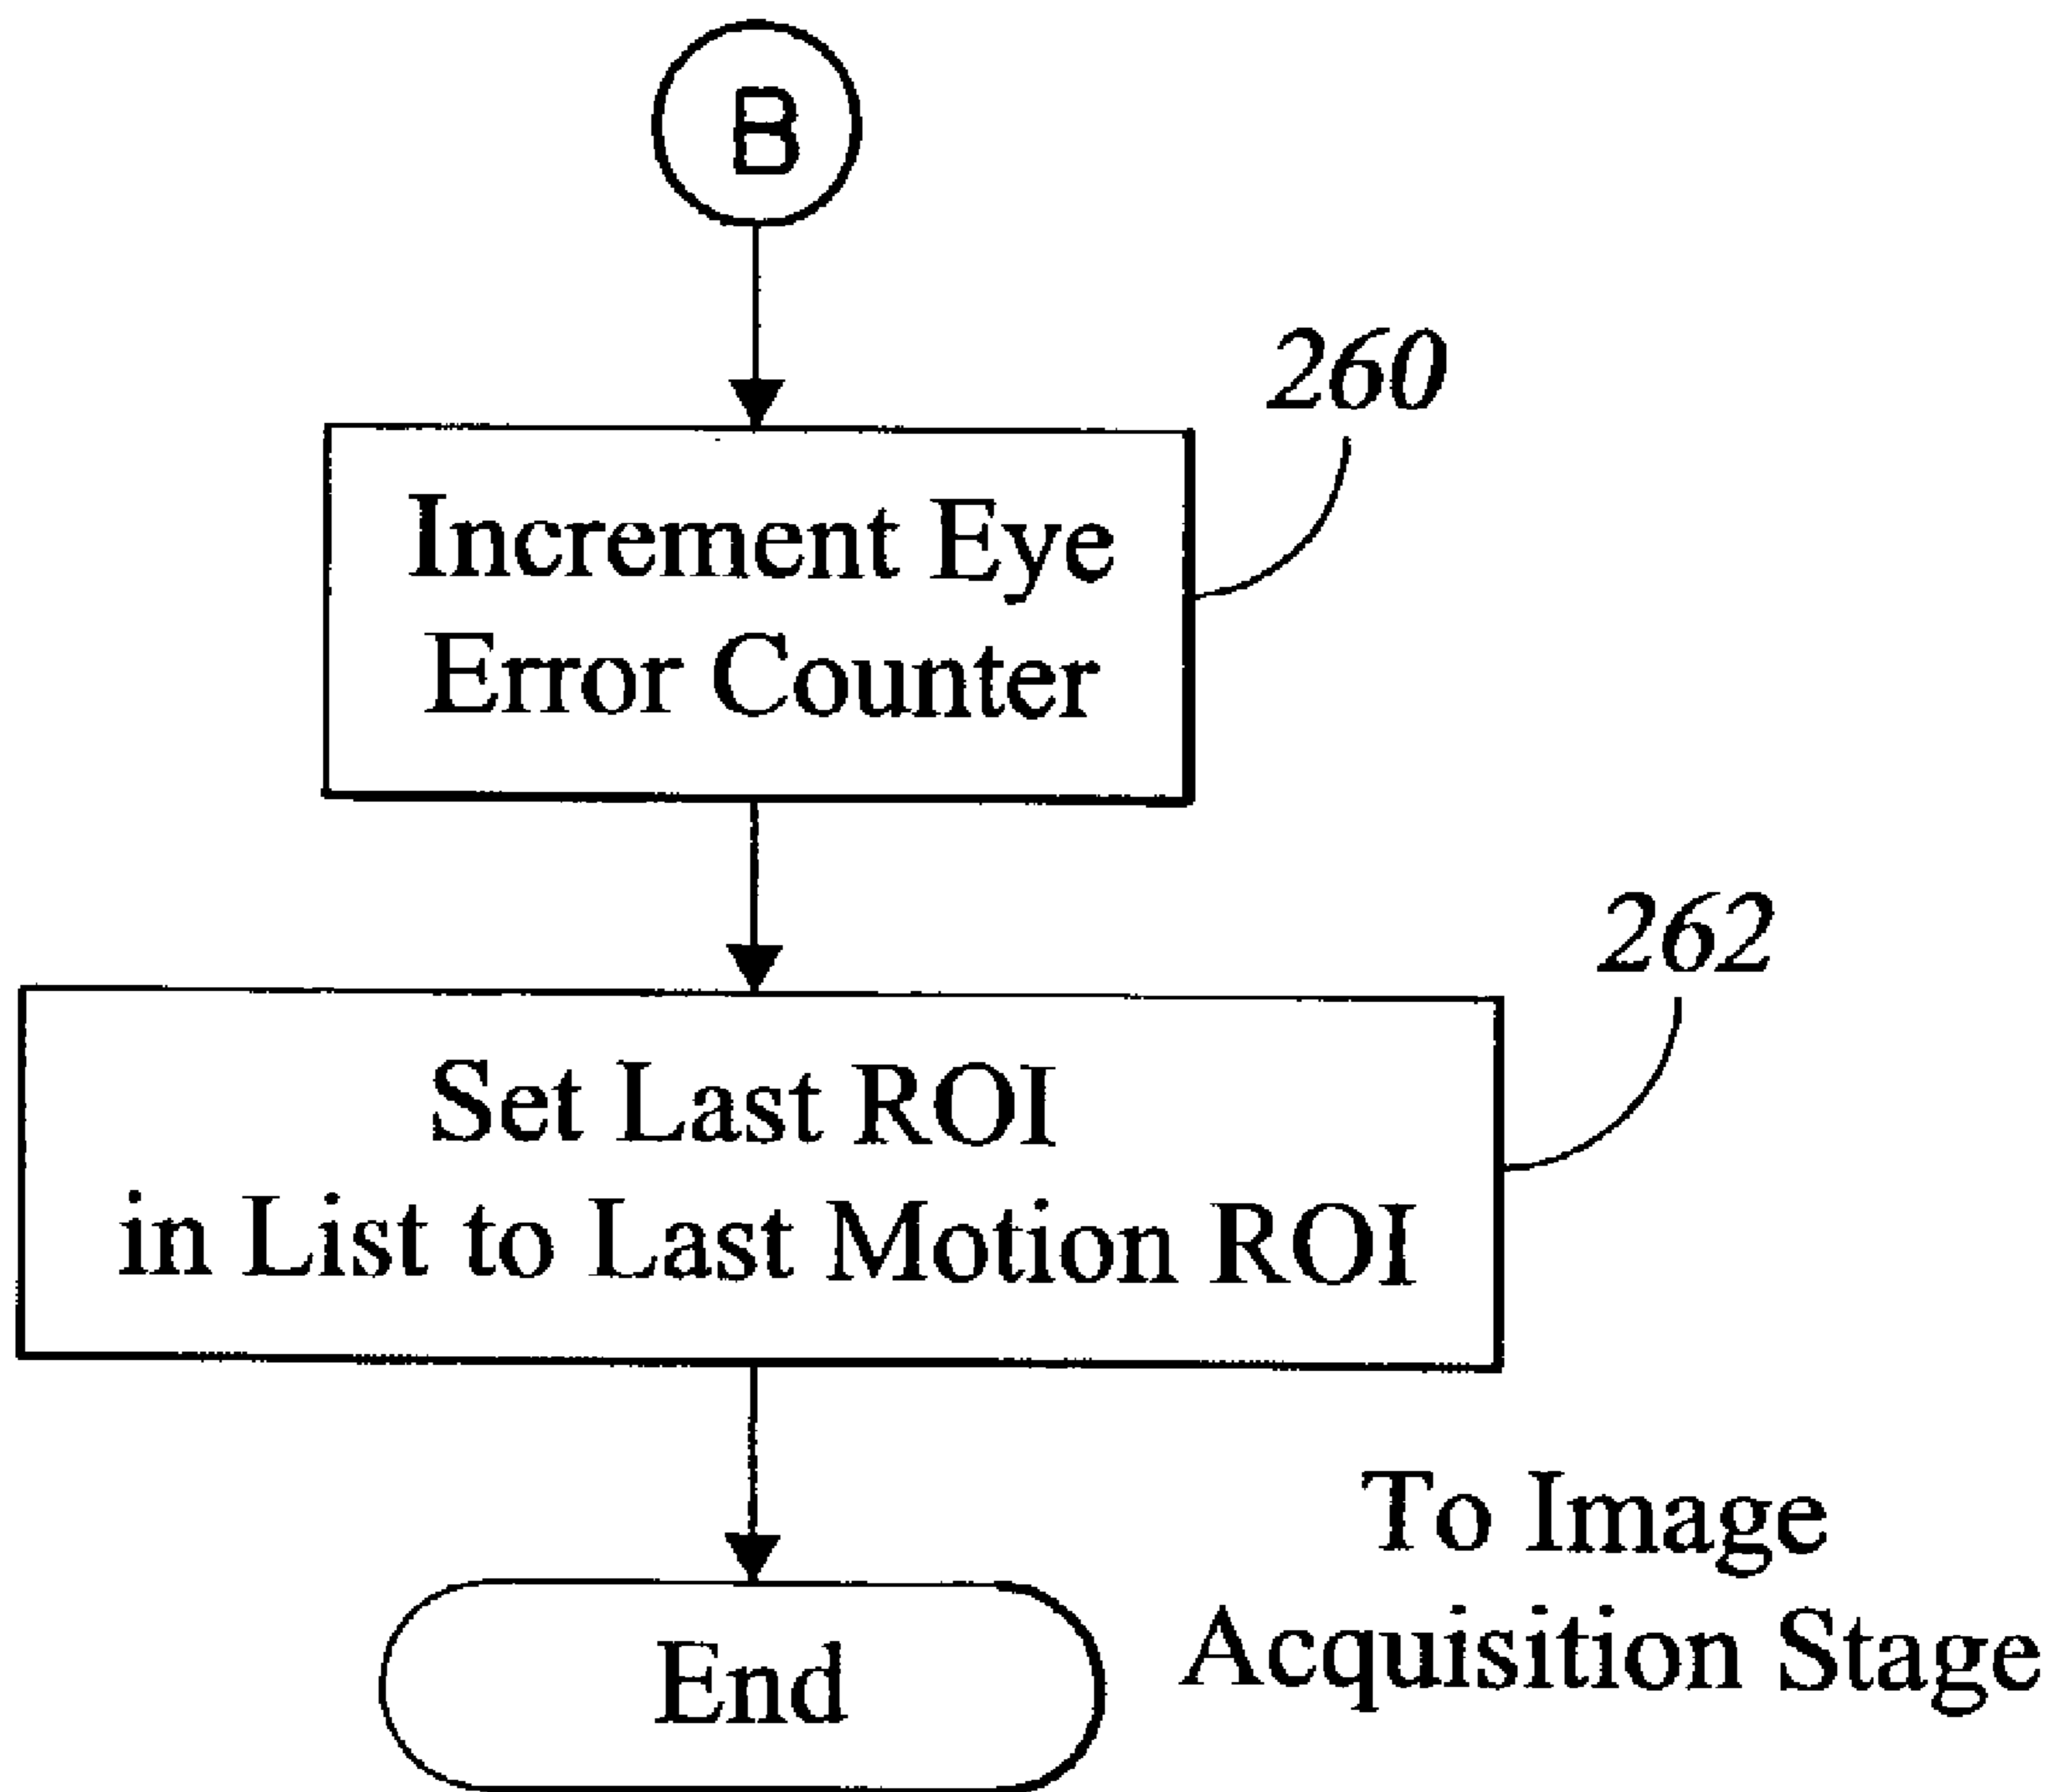 B
260
Increment Eye
Error Counter
262
Set Last ROI
in List to Last Motion ROI
To Image
Acquisition Stage
End